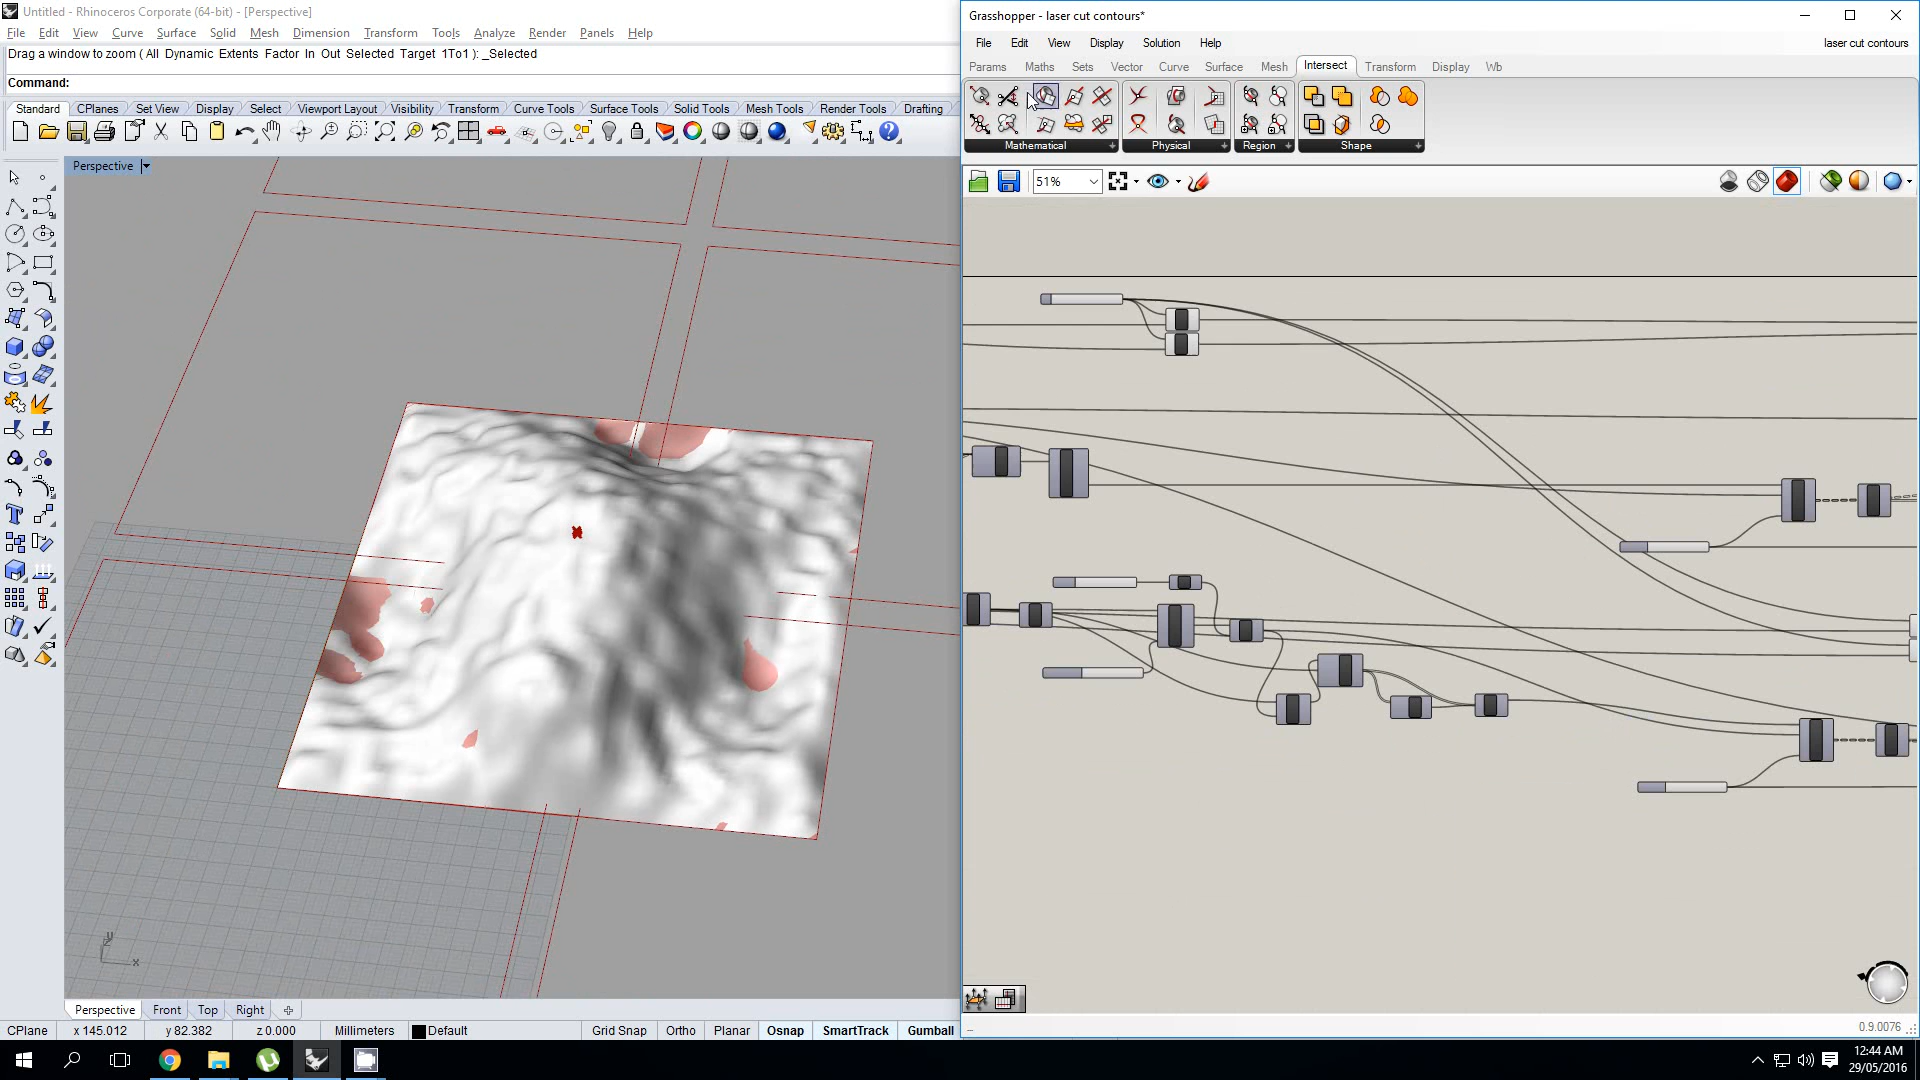 Untitled - Rhinoceros Corporate (64-bit) - [Perspective]
File Edit View Curve Surface Solid Mesh Dimension Transform Tools Analyze Render Panels Help
Drag a window to zoom ( All Dynamic Extents Factor In Out Selected Target 1To1 ): _Selected
Command:
Standard CPlanes Set View Display Select Viewport Layout Visibility Transform Curve Tools Surface Tools Solid Tools Mesh Tools Render Tools Drafting
Perspective
y
x
Perspective Front Top Right
CPlane x 145.012 y 82.382 z 0.000 Millimeters Default Grid Snap Ortho Planar Osnap SmartTrack Gumball
Grasshopper - laser cut contours*
File Edit View Display Solution Help laser cut contours
Params Maths Sets Vector Curve Surface Mesh Intersect Transform Display Wb
Mathematical Physical Region Shape
51%
0.9.0076
12:44 AM
29/05/2016